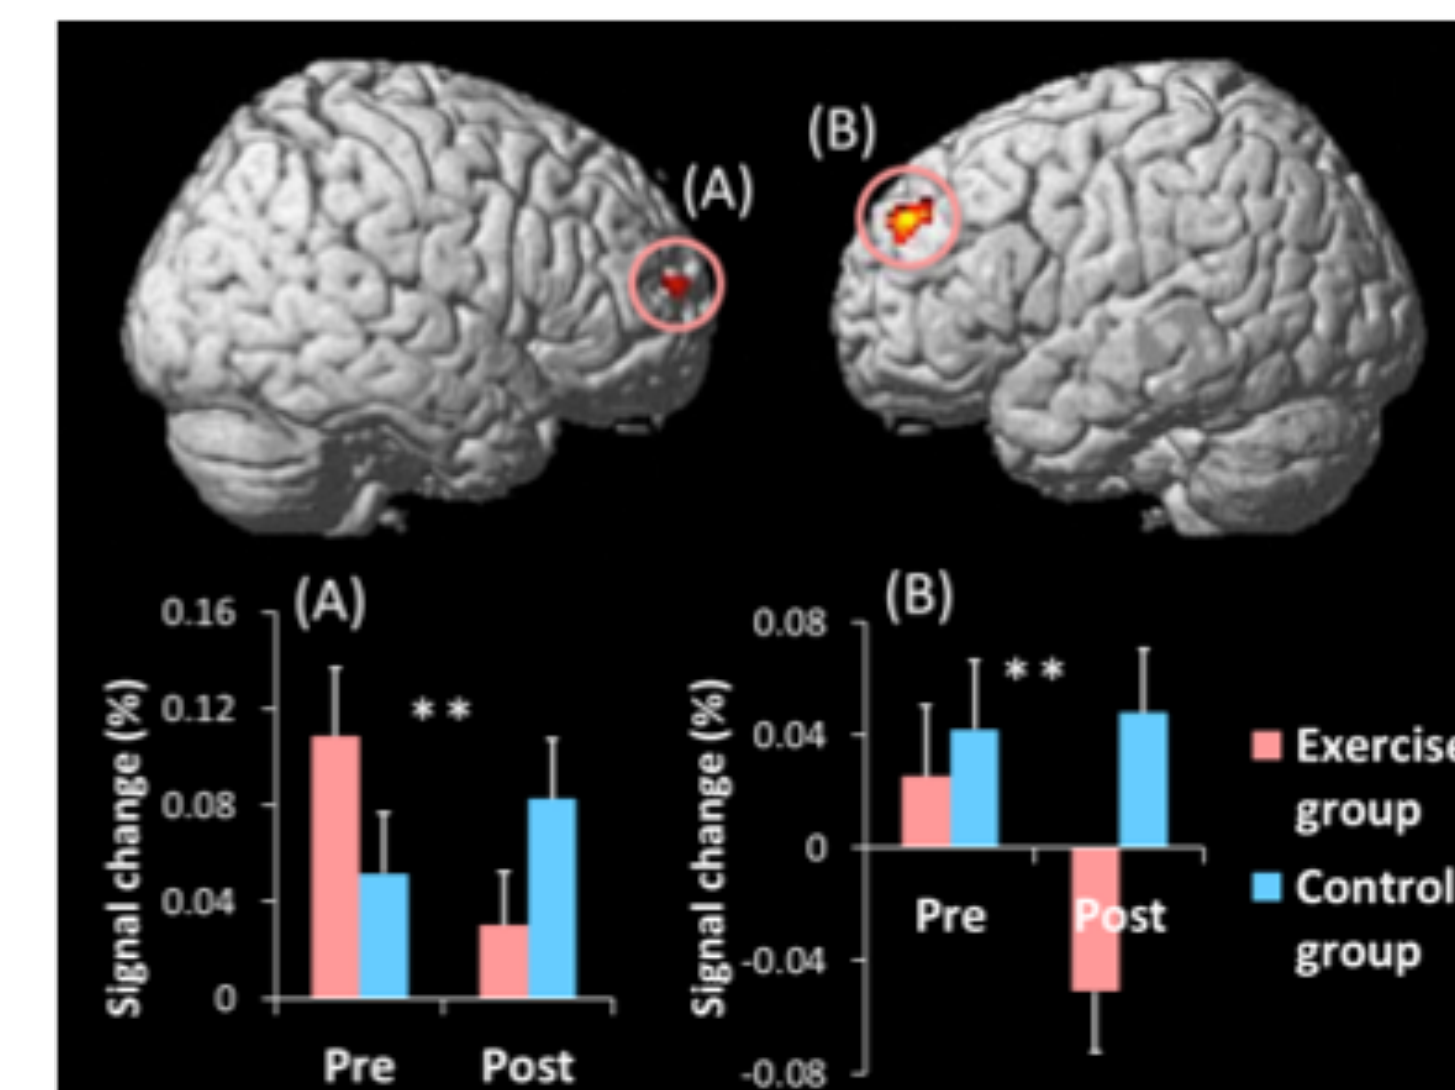 (A)
(B)
(A)
0.16
0.12
0.08
0.04
0
Signal change (%)
**
Pre
Post
(B)
0.08
0.04
0
-0.04
-0.08
Signal change (%)
**
Pre
Post
Exercise
group
Control
group